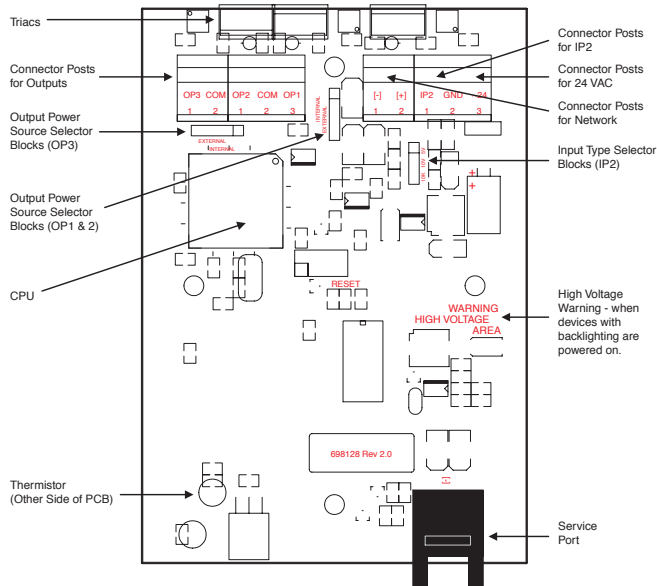 Triacs
Connector Posts
for Outputs
Output Power
Source Selector
Blocks (OP3)
Output Power
Source Selector
Blocks (OP1 & 2)
CPU
Thermistor
(Other Side of PCB)
OP3 COM OP2 COM OP1
1 2 1 2 3
EXTERNAL
INTERNAL
INTERNAL
EXTERNAL
[-] [+] IP2 GND 24
1 2 1 2 3
10K 10V 5V
+
+
RESET
WARNING
HIGH VOLTAGE
AREA
698128 Rev 2.0
[-]
Connector Posts
for IP2
Connector Posts
for 24 VAC
Connector Posts
for Network
Input Type Selector
Blocks (IP2)
High Voltage
Warning - when
devices with
backlighting are
powered on.
Service
Port